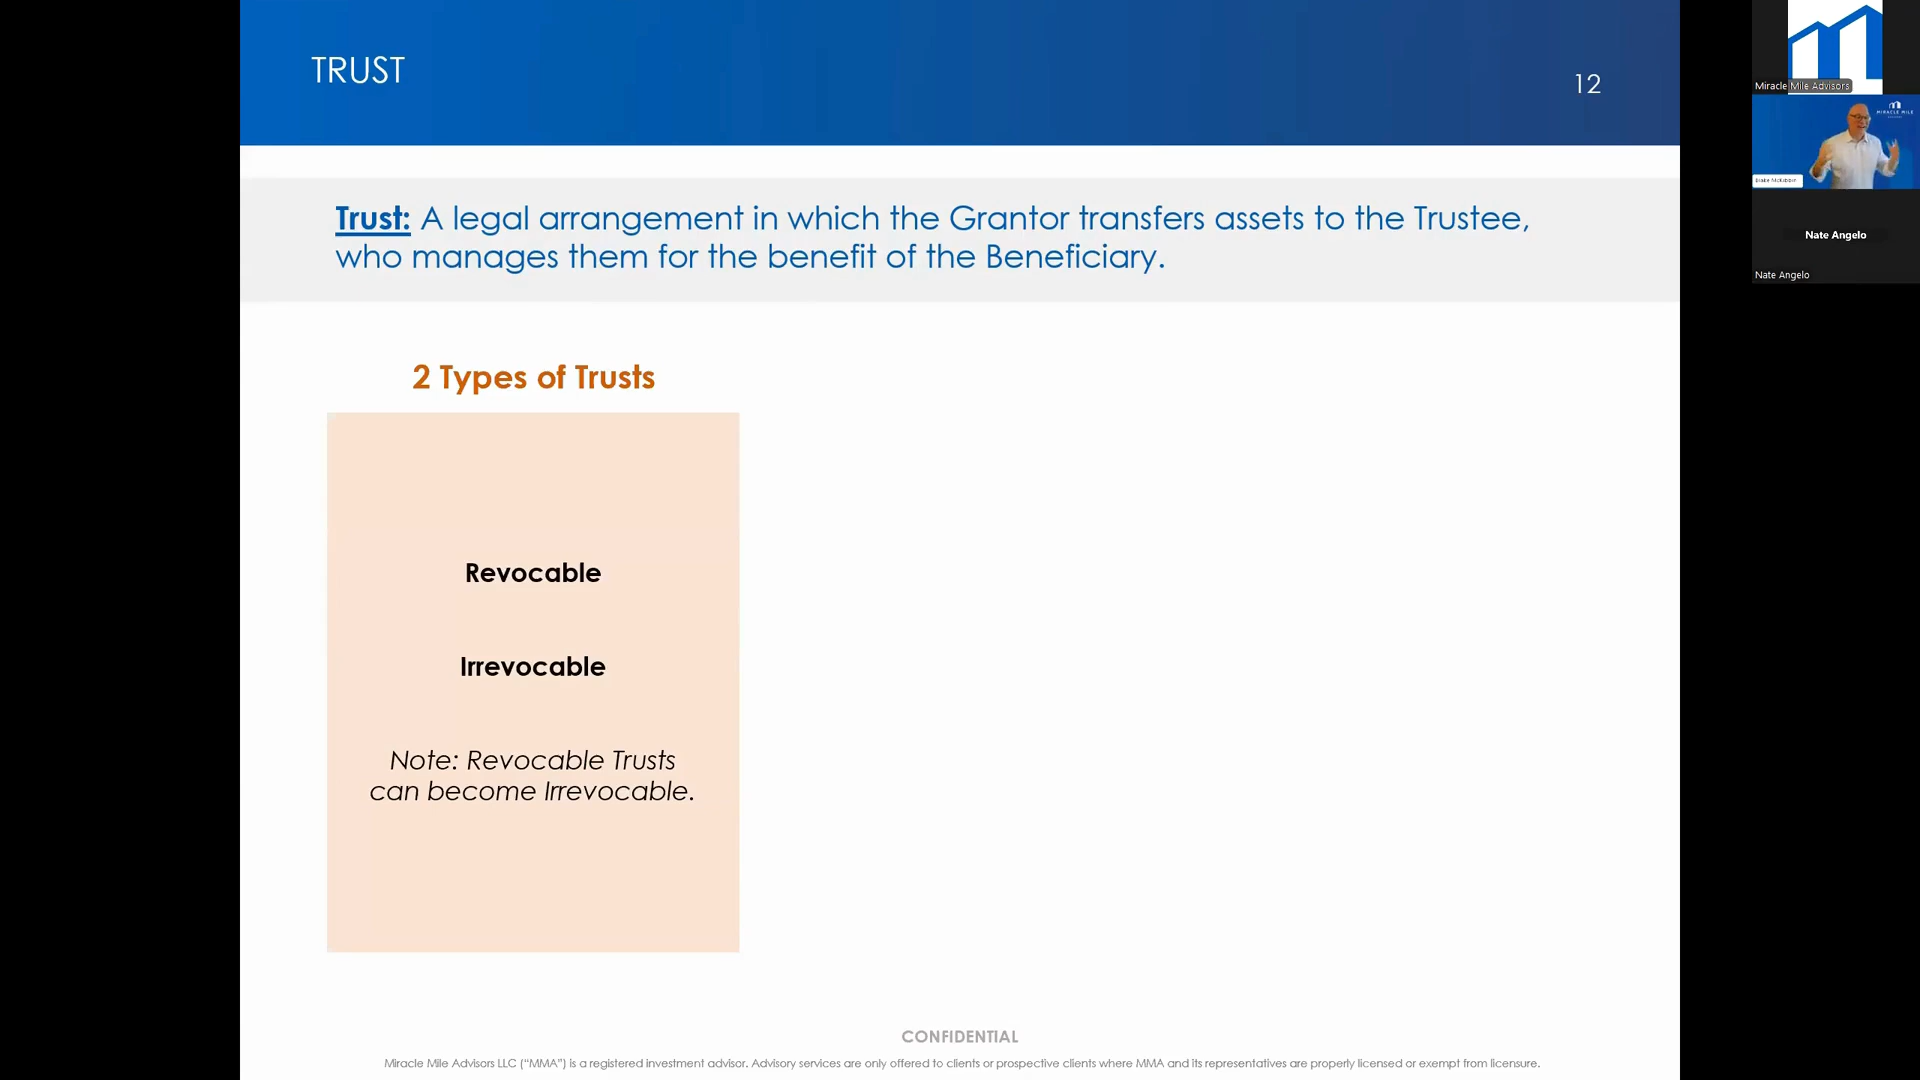 TRUST
12
Trust: A legal arrangement in which the Grantor transfers assets to the Trustee,
who manages them for the benefit of the Beneficiary.
2 Types of Trusts
Revocable
Irrevocable
Note: Revocable Trusts
can become Irrevocable.
CONFIDENTIAL
Miracle Mile Advisors LLC (“MMA”) is a registered investment advisor. Advisory services are only offered to clients or prospective clients where MMA and its representatives are properly licensed or exempt from licensure.
Miracle Mile Advisors
MIRACLE MILE
Nate Angelo
Nate Angelo